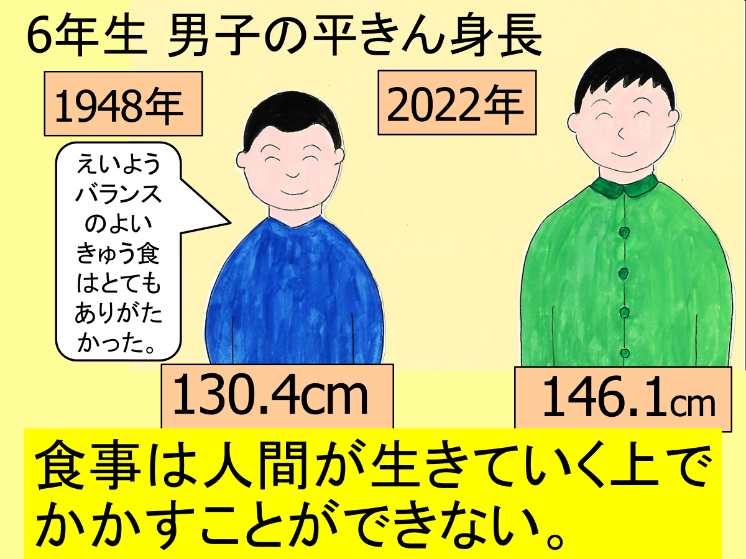 6年生 男子の平きん身長
1948年
2022年
えいよう
バランス
のよい
きゅう食
はとても
ありがた
かった。
130.4cm
146.1cm
食事は人間が生きていく上で
かかすことができない。